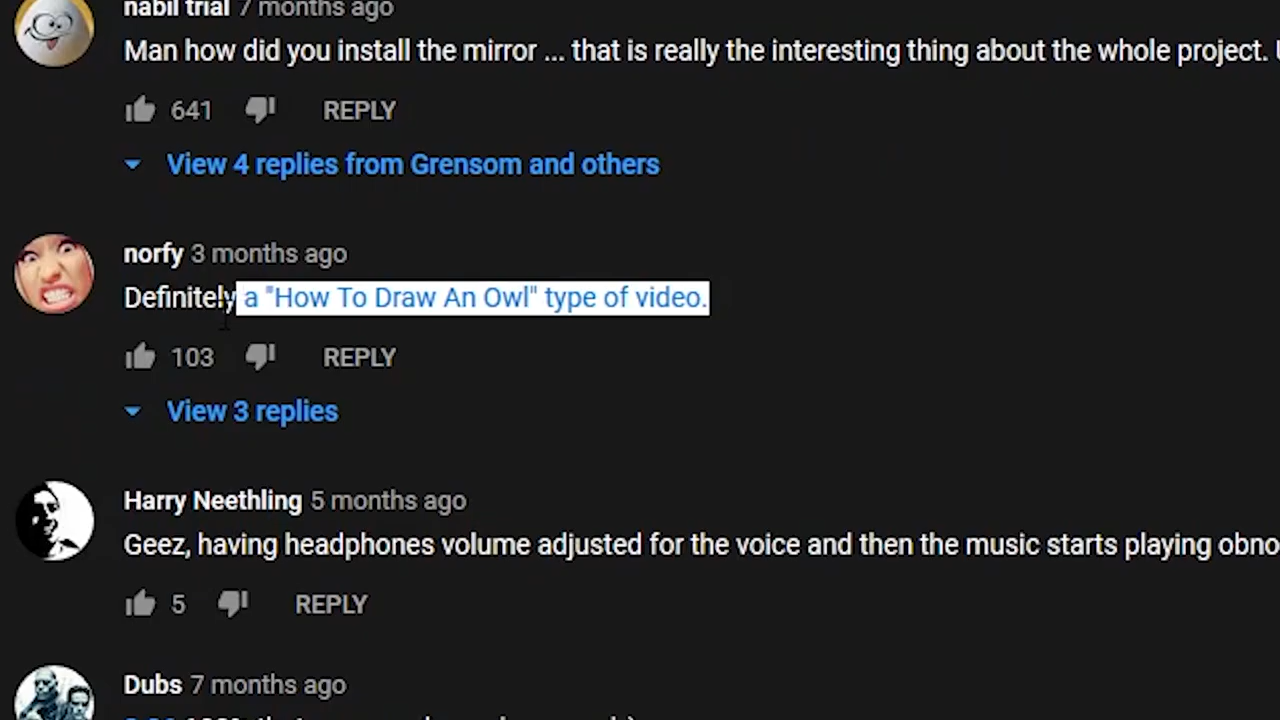 nabil trial 7 months ago
Man how did you install the mirror ... that is really the interesting thing about the whole project.
641 REPLY
View 4 replies from Grensom and others
norfy 3 months ago
Definitely a "How To Draw An Owl" type of video.
103 REPLY
View 3 replies
Harry Neethling 5 months ago
Geez, having headphones volume adjusted for the voice and then the music starts playing obno
5 REPLY
Dubs 7 months ago